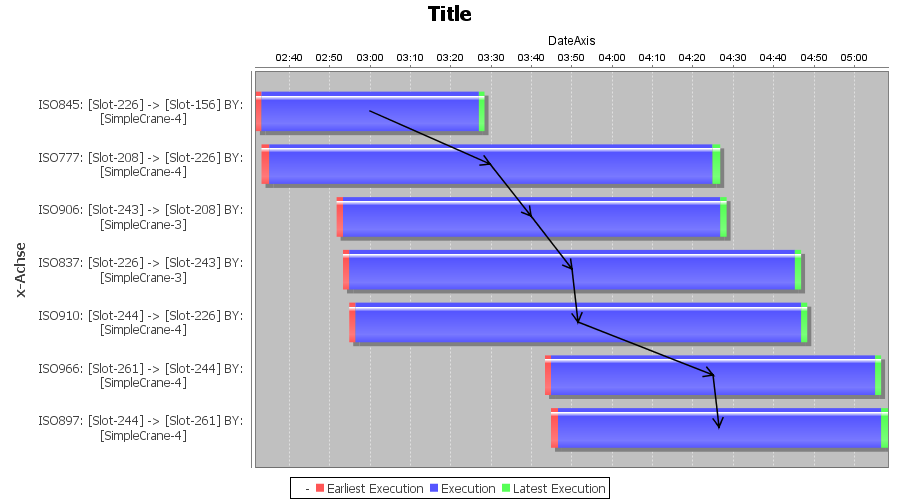 Title
DateAxis
02:40 02:50 03:00 03:10 03:20 03:30 03:40 03:50 04:00 04:10 04:20 04:30 04:40 04:50 05:00
x-Achse
ISO845: [Slot-226] -> [Slot-156] BY:
[SimpleCrane-4]
ISO777: [Slot-208] -> [Slot-226] BY:
[SimpleCrane-4]
ISO906: [Slot-243] -> [Slot-208] BY:
[SimpleCrane-3]
ISO837: [Slot-226] -> [Slot-243] BY:
[SimpleCrane-3]
ISO910: [Slot-244] -> [Slot-226] BY:
[SimpleCrane-4]
ISO966: [Slot-261] -> [Slot-244] BY:
[SimpleCrane-4]
ISO897: [Slot-244] -> [Slot-261] BY:
[SimpleCrane-4]
- Earliest Execution Execution Latest Execution